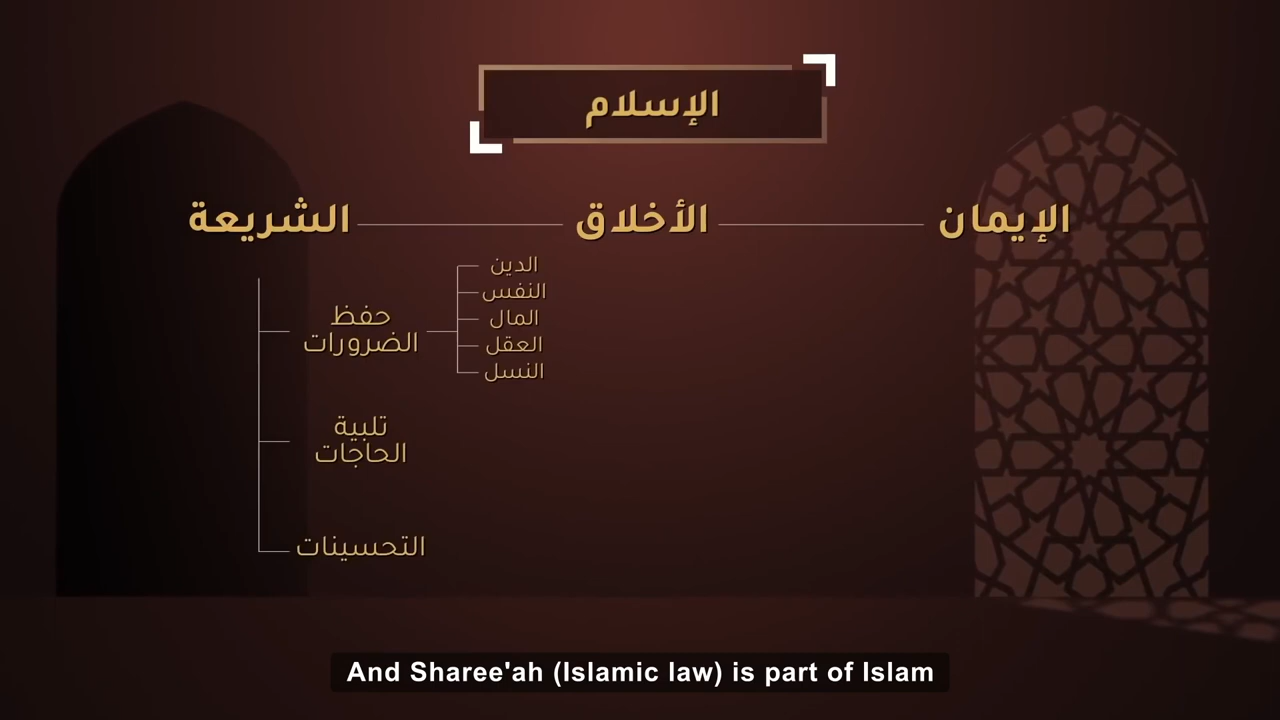 الإسلام
الإيمان
الأخلاق
الشريعة
حفظ
الضرورات
الدين
النفس
المال
العقل
النسل
تلبية
الحاجات
التحسينات
And Sharee'ah (Islamic law) is part of Islam